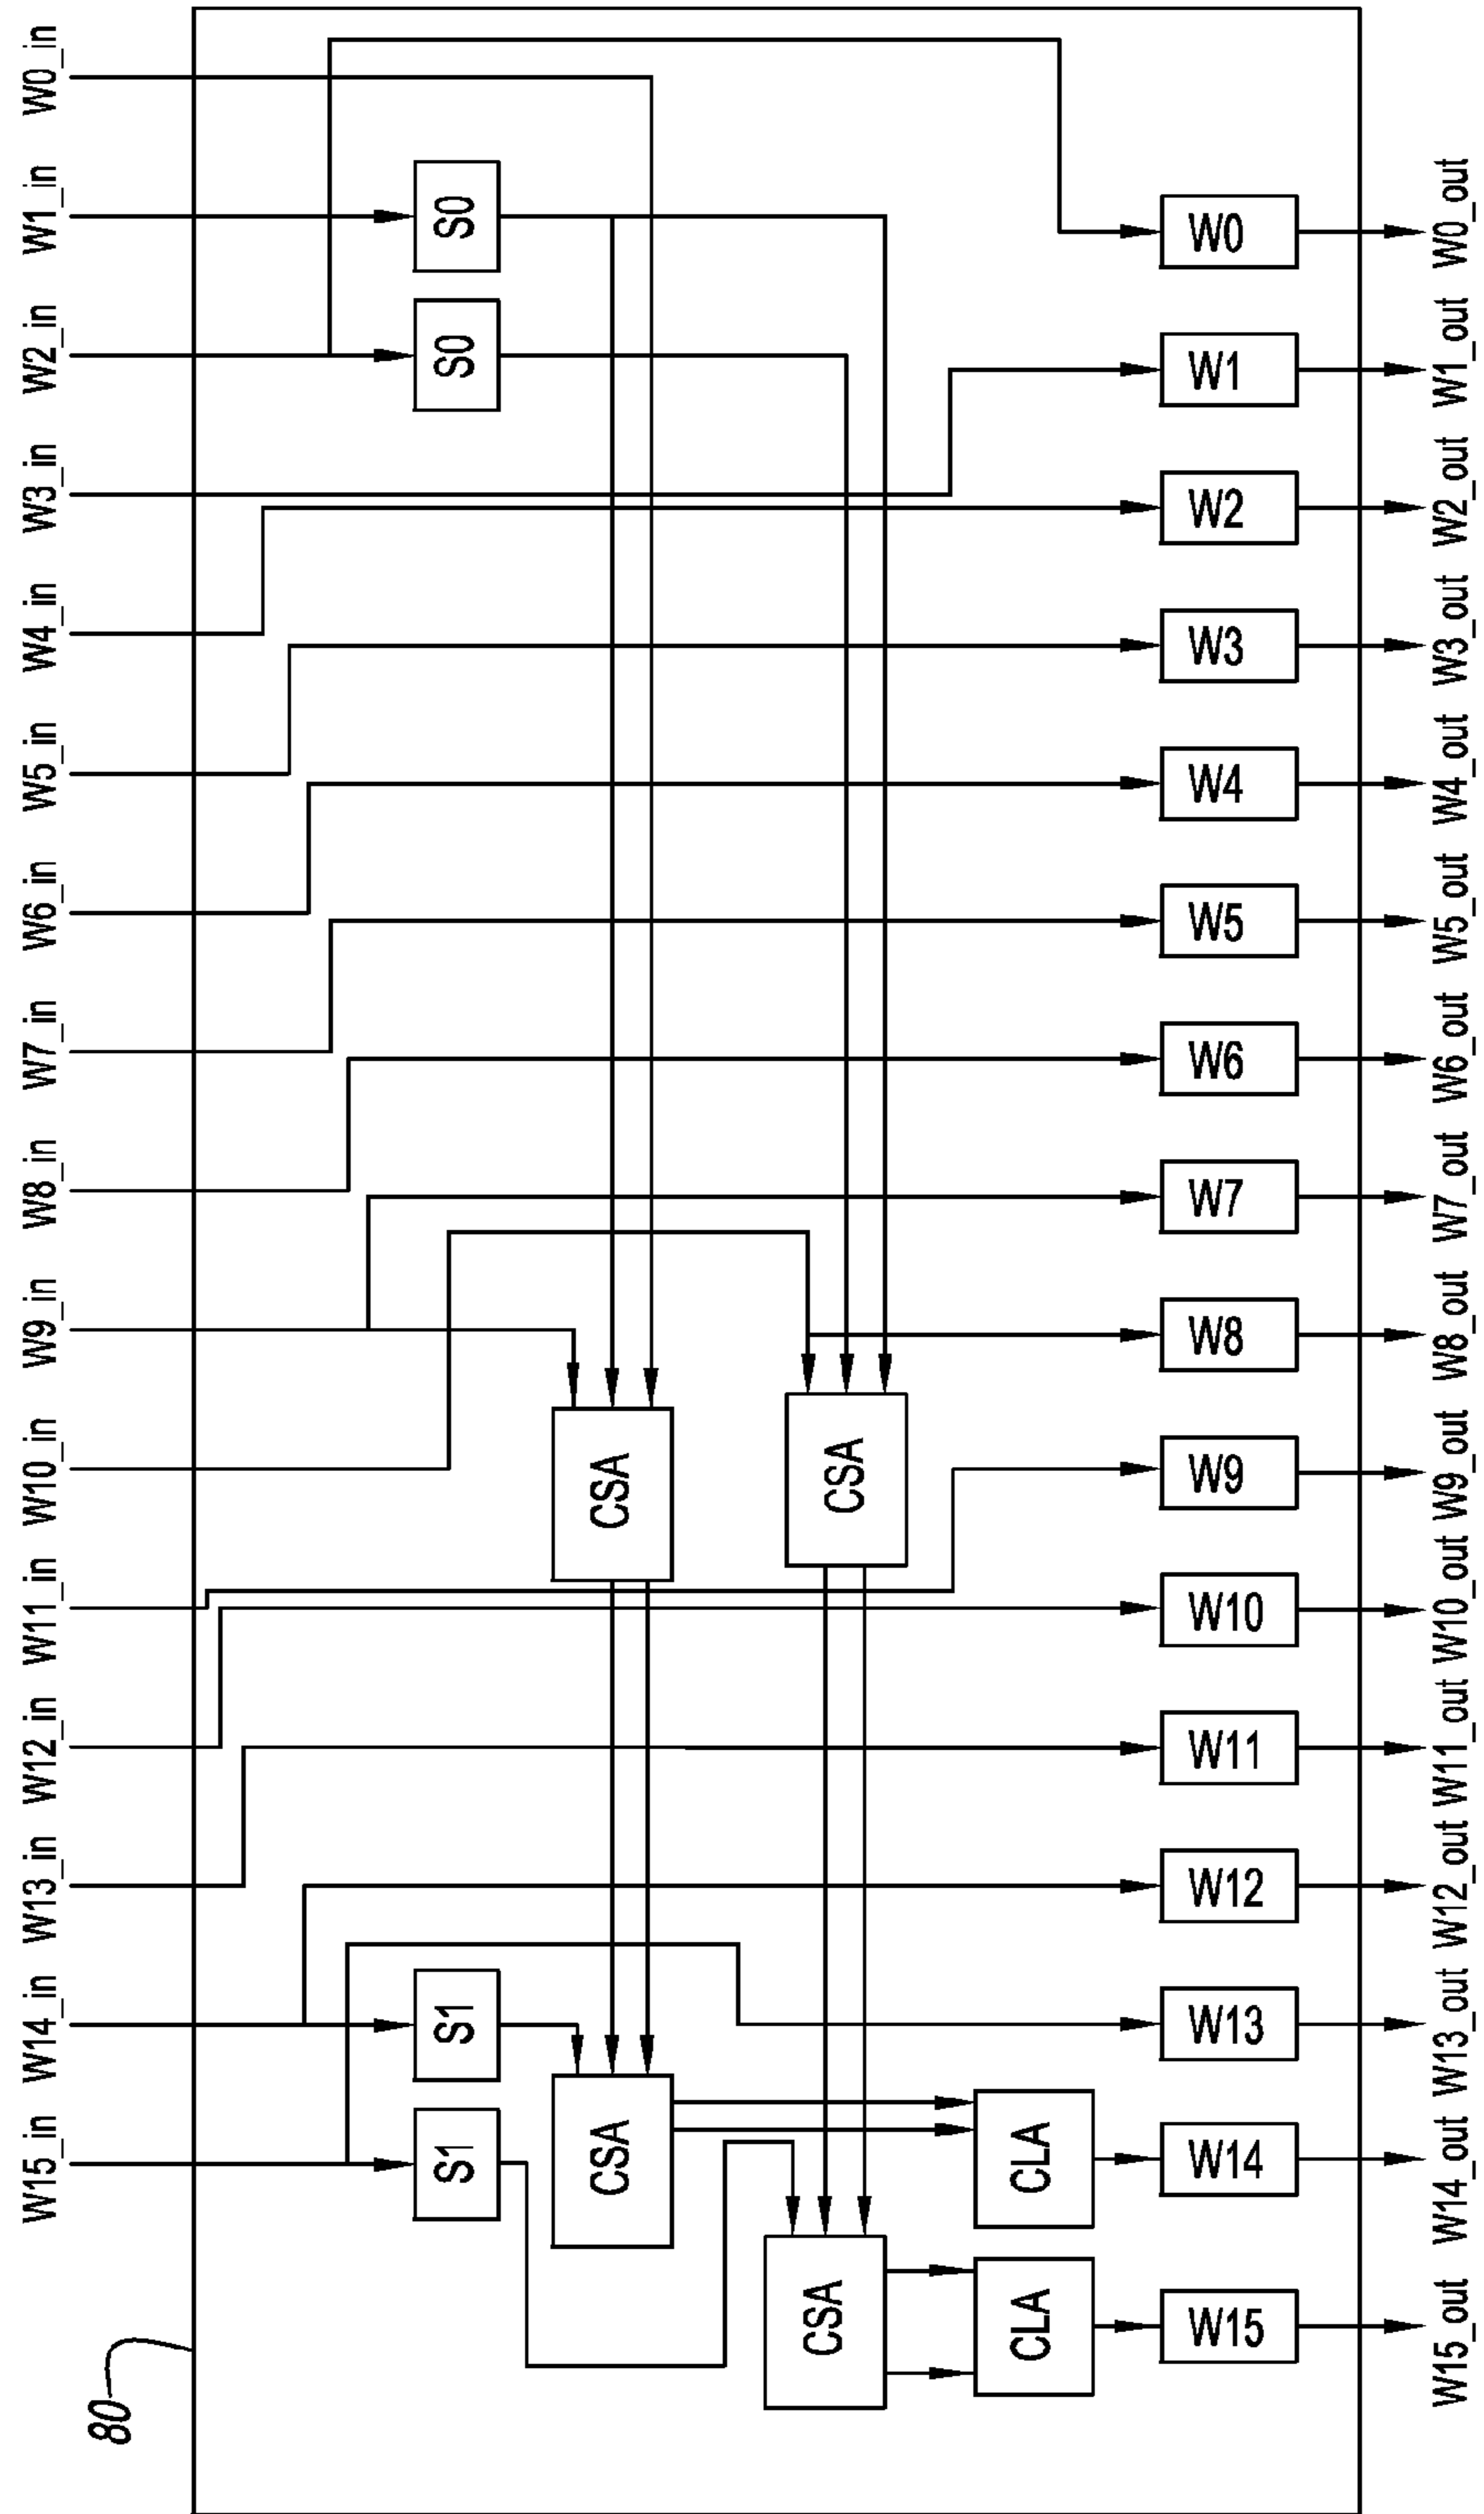 W15_in
W14_in
W13_in
W12_in
W11_in
W10_in
W9_in
W8_in
W7_in
W6_in
W5_in
W4_in
W3_in
W2_in
W1_in
W0_in
80
S1
S1
S0
S0
CSA
CSA
CSA
CSA
CLA
CLA
W15
W14
W13
W12
W11
W10
W9
W8
W7
W6
W5
W4
W3
W2
W1
W0
W15_out
W14_out
W13_out
W12_out
W11_out
W10_out
W9_out
W8_out
W7_out
W6_out
W5_out
W4_out
W3_out
W2_out
W1_out
W0_out